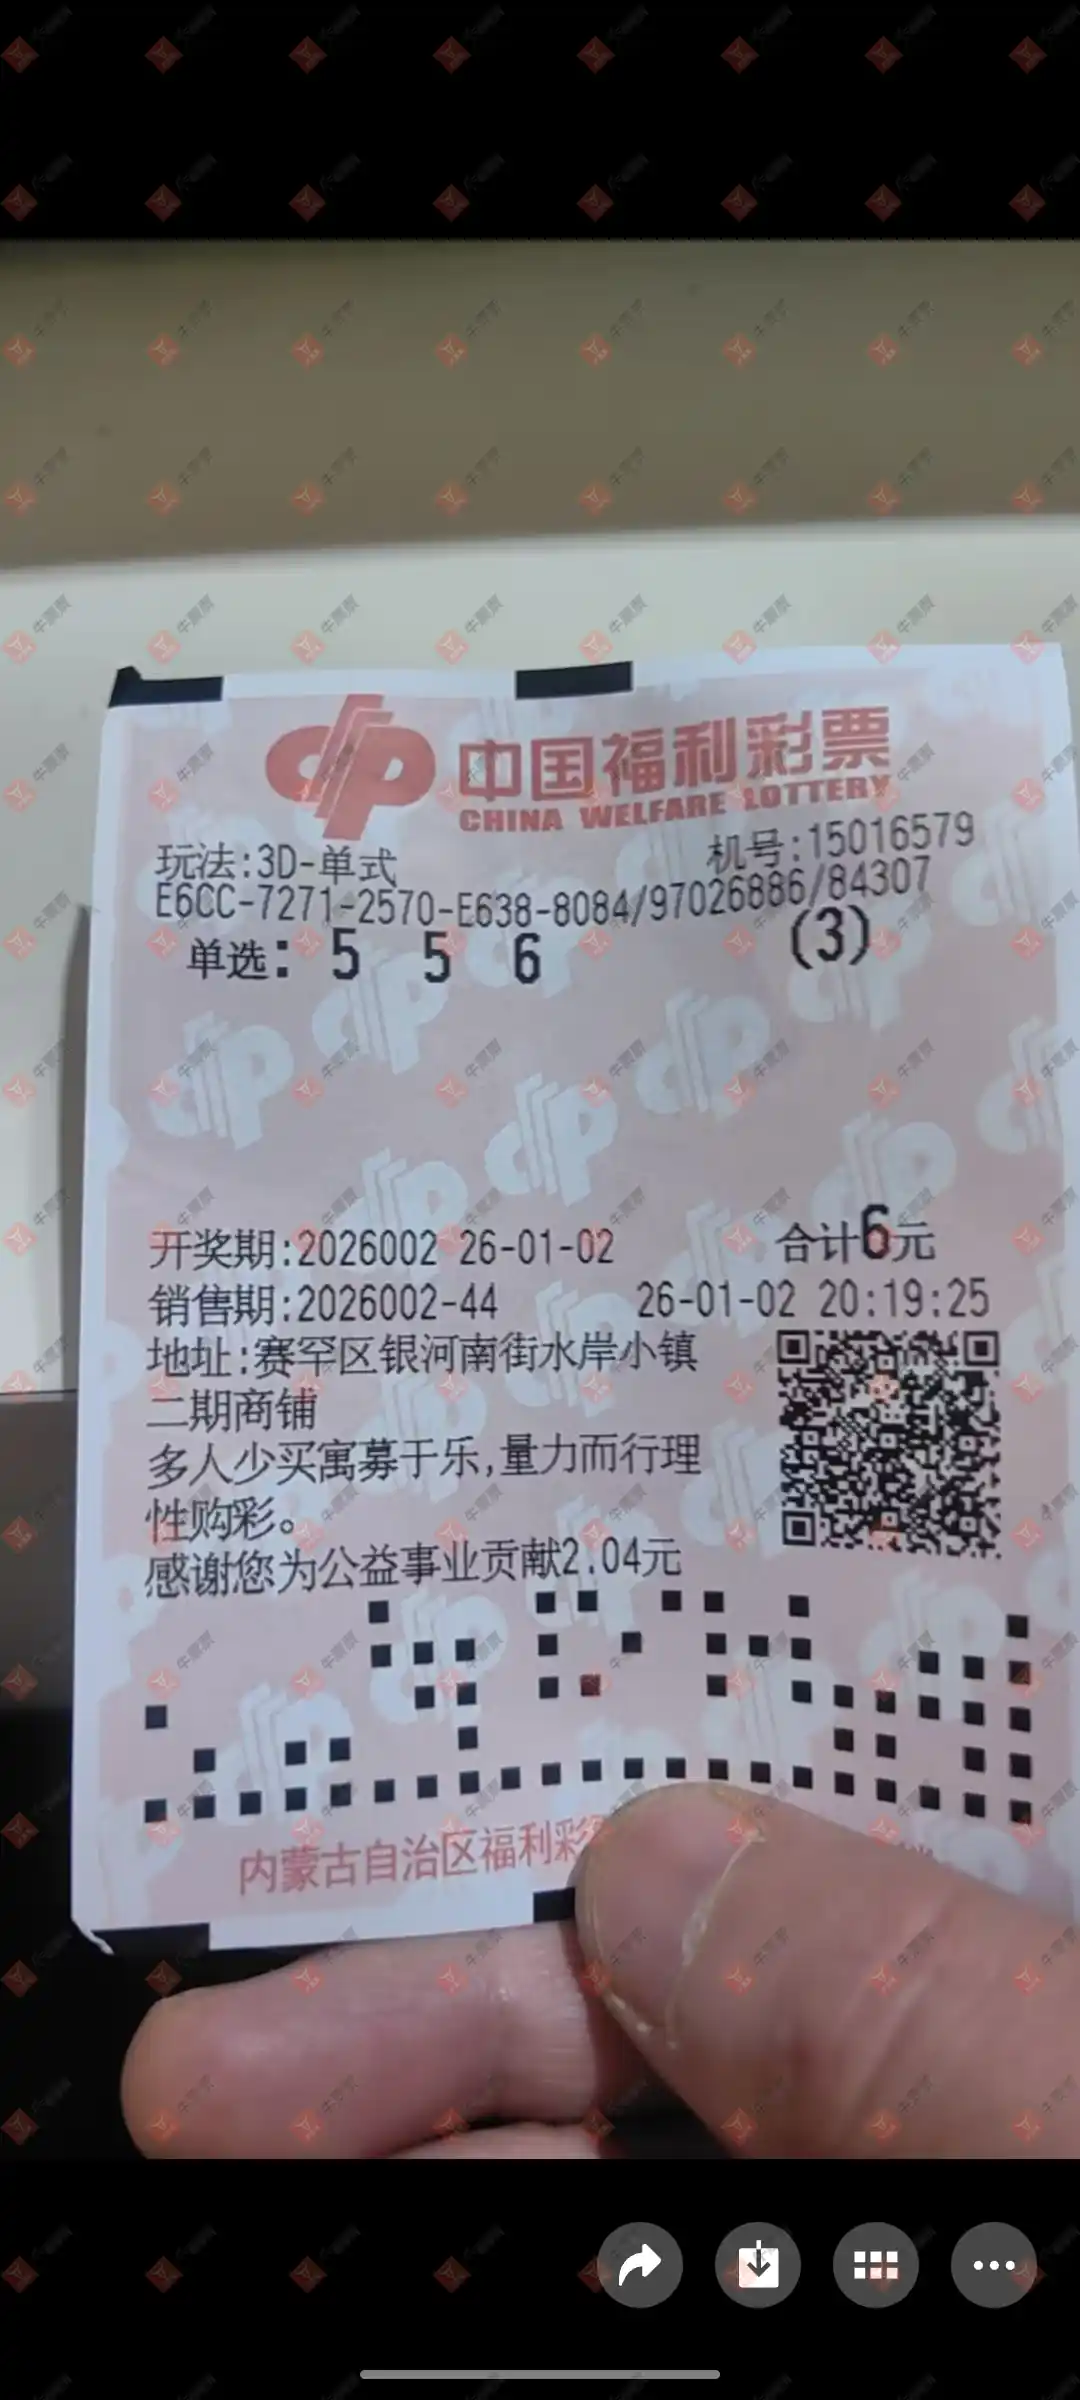 中国福利彩票
CHINA WELFARE LOTTERY
玩法:3D-单式
机号:15016579
E6CC-7271-2570-E638-8084/97026886/84307
单选: 5 5 6 (3)
开奖期:2026002 26-01-02 合计6元
销售期:2026002-44 26-01-02 20:19:25
地址:赛罕区银河南街水岸小镇
二期商铺
多人少买寓募于乐,量力而行理
性购彩。
感谢您为公益事业贡献2.04元
内蒙古自治区福利彩
牛票票